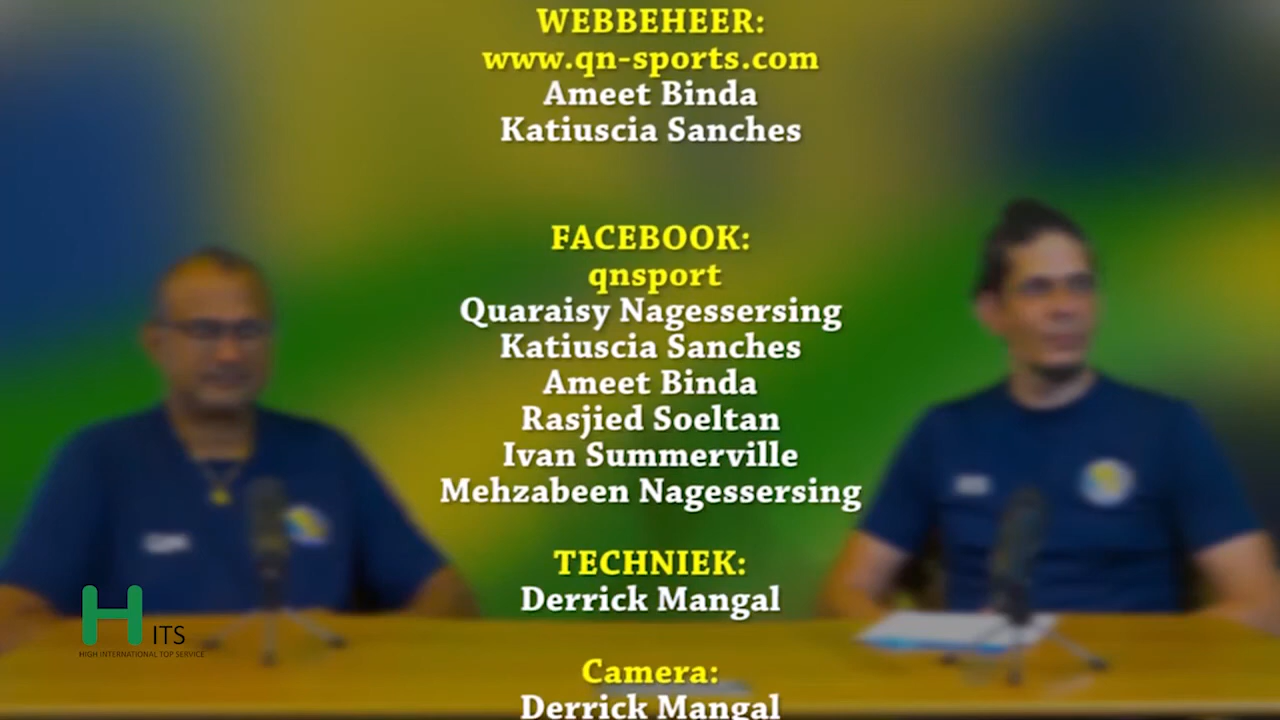 WEBBEHEER:
www.qn-sports.com
Ameet Binda
Katiuscia Sanches
FACEBOOK:
qnsport
Quaraisy Nagessersing
Katiuscia Sanches
Ameet Binda
Rasjied Soeltan
Ivan Summerville
Mehzabeen Nagessersing
TECHNIEK:
Derrick Mangal
Camera:
Derrick Mangal
H ITS
HIGH INTERNATIONAL TOP SERVICE